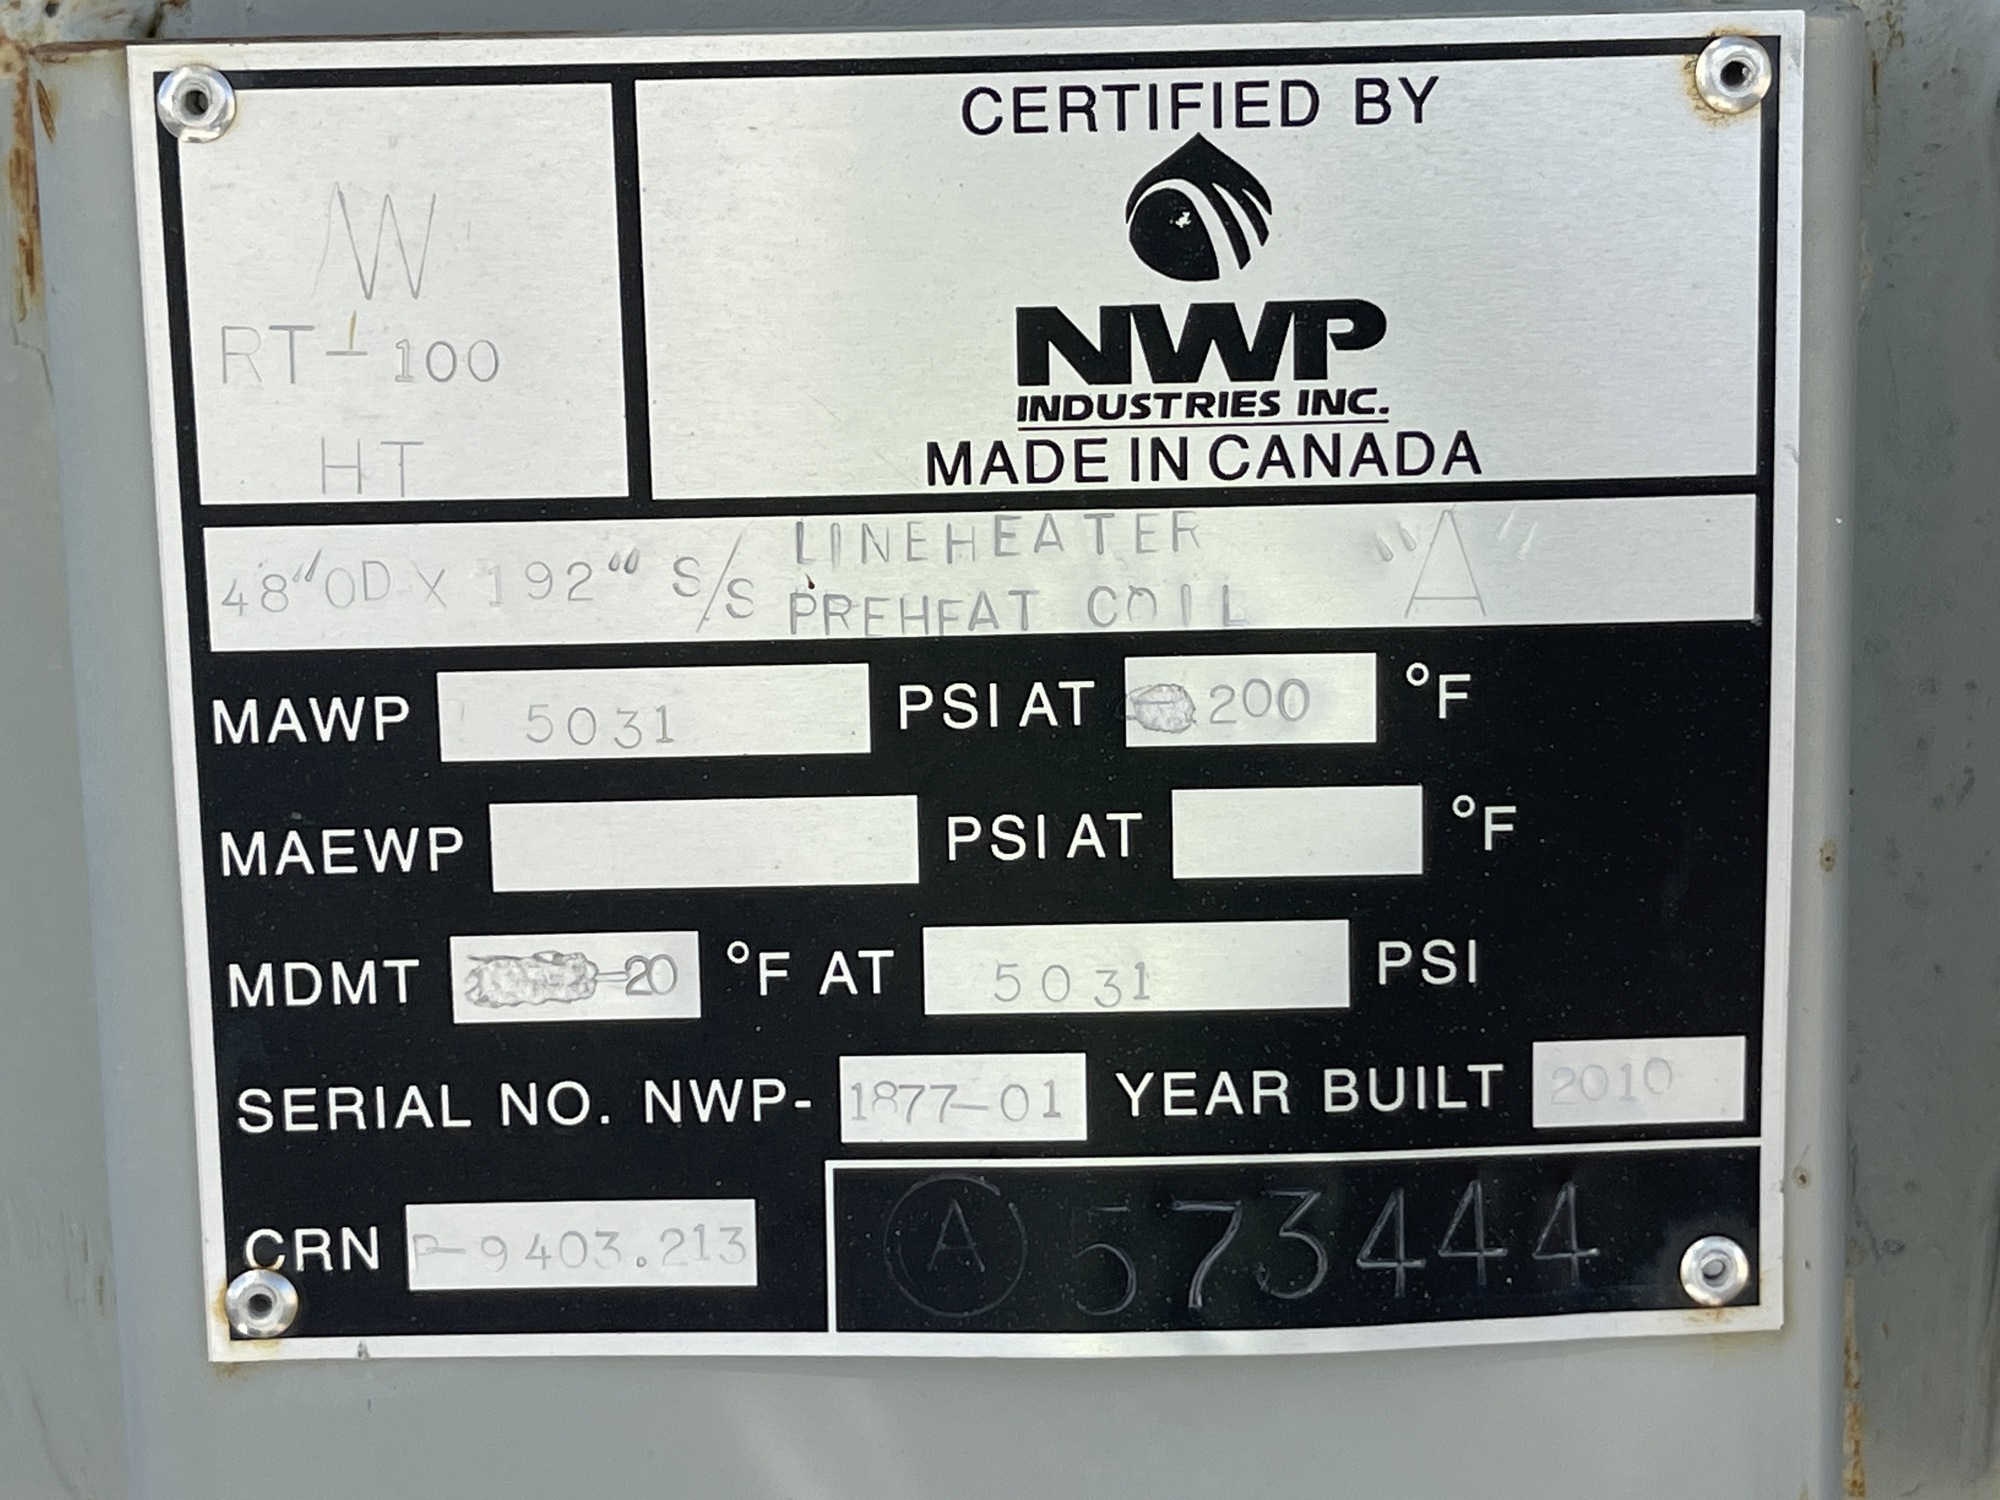 W
RT-1 100
HT
CERTIFIED BY
NWP
INDUSTRIES INC.
MADE IN CANADA
48" OD X 192" S/S LINEHEATER PREHEAT COIL "A"
MAWP 5031 PSI AT 200 °F
MAEWP PSI AT °F
MDMT -20 °F AT 5031 PSI
SERIAL NO. NWP- 1877-01 YEAR BUILT 2010
CRN P-9403.213
A 573444